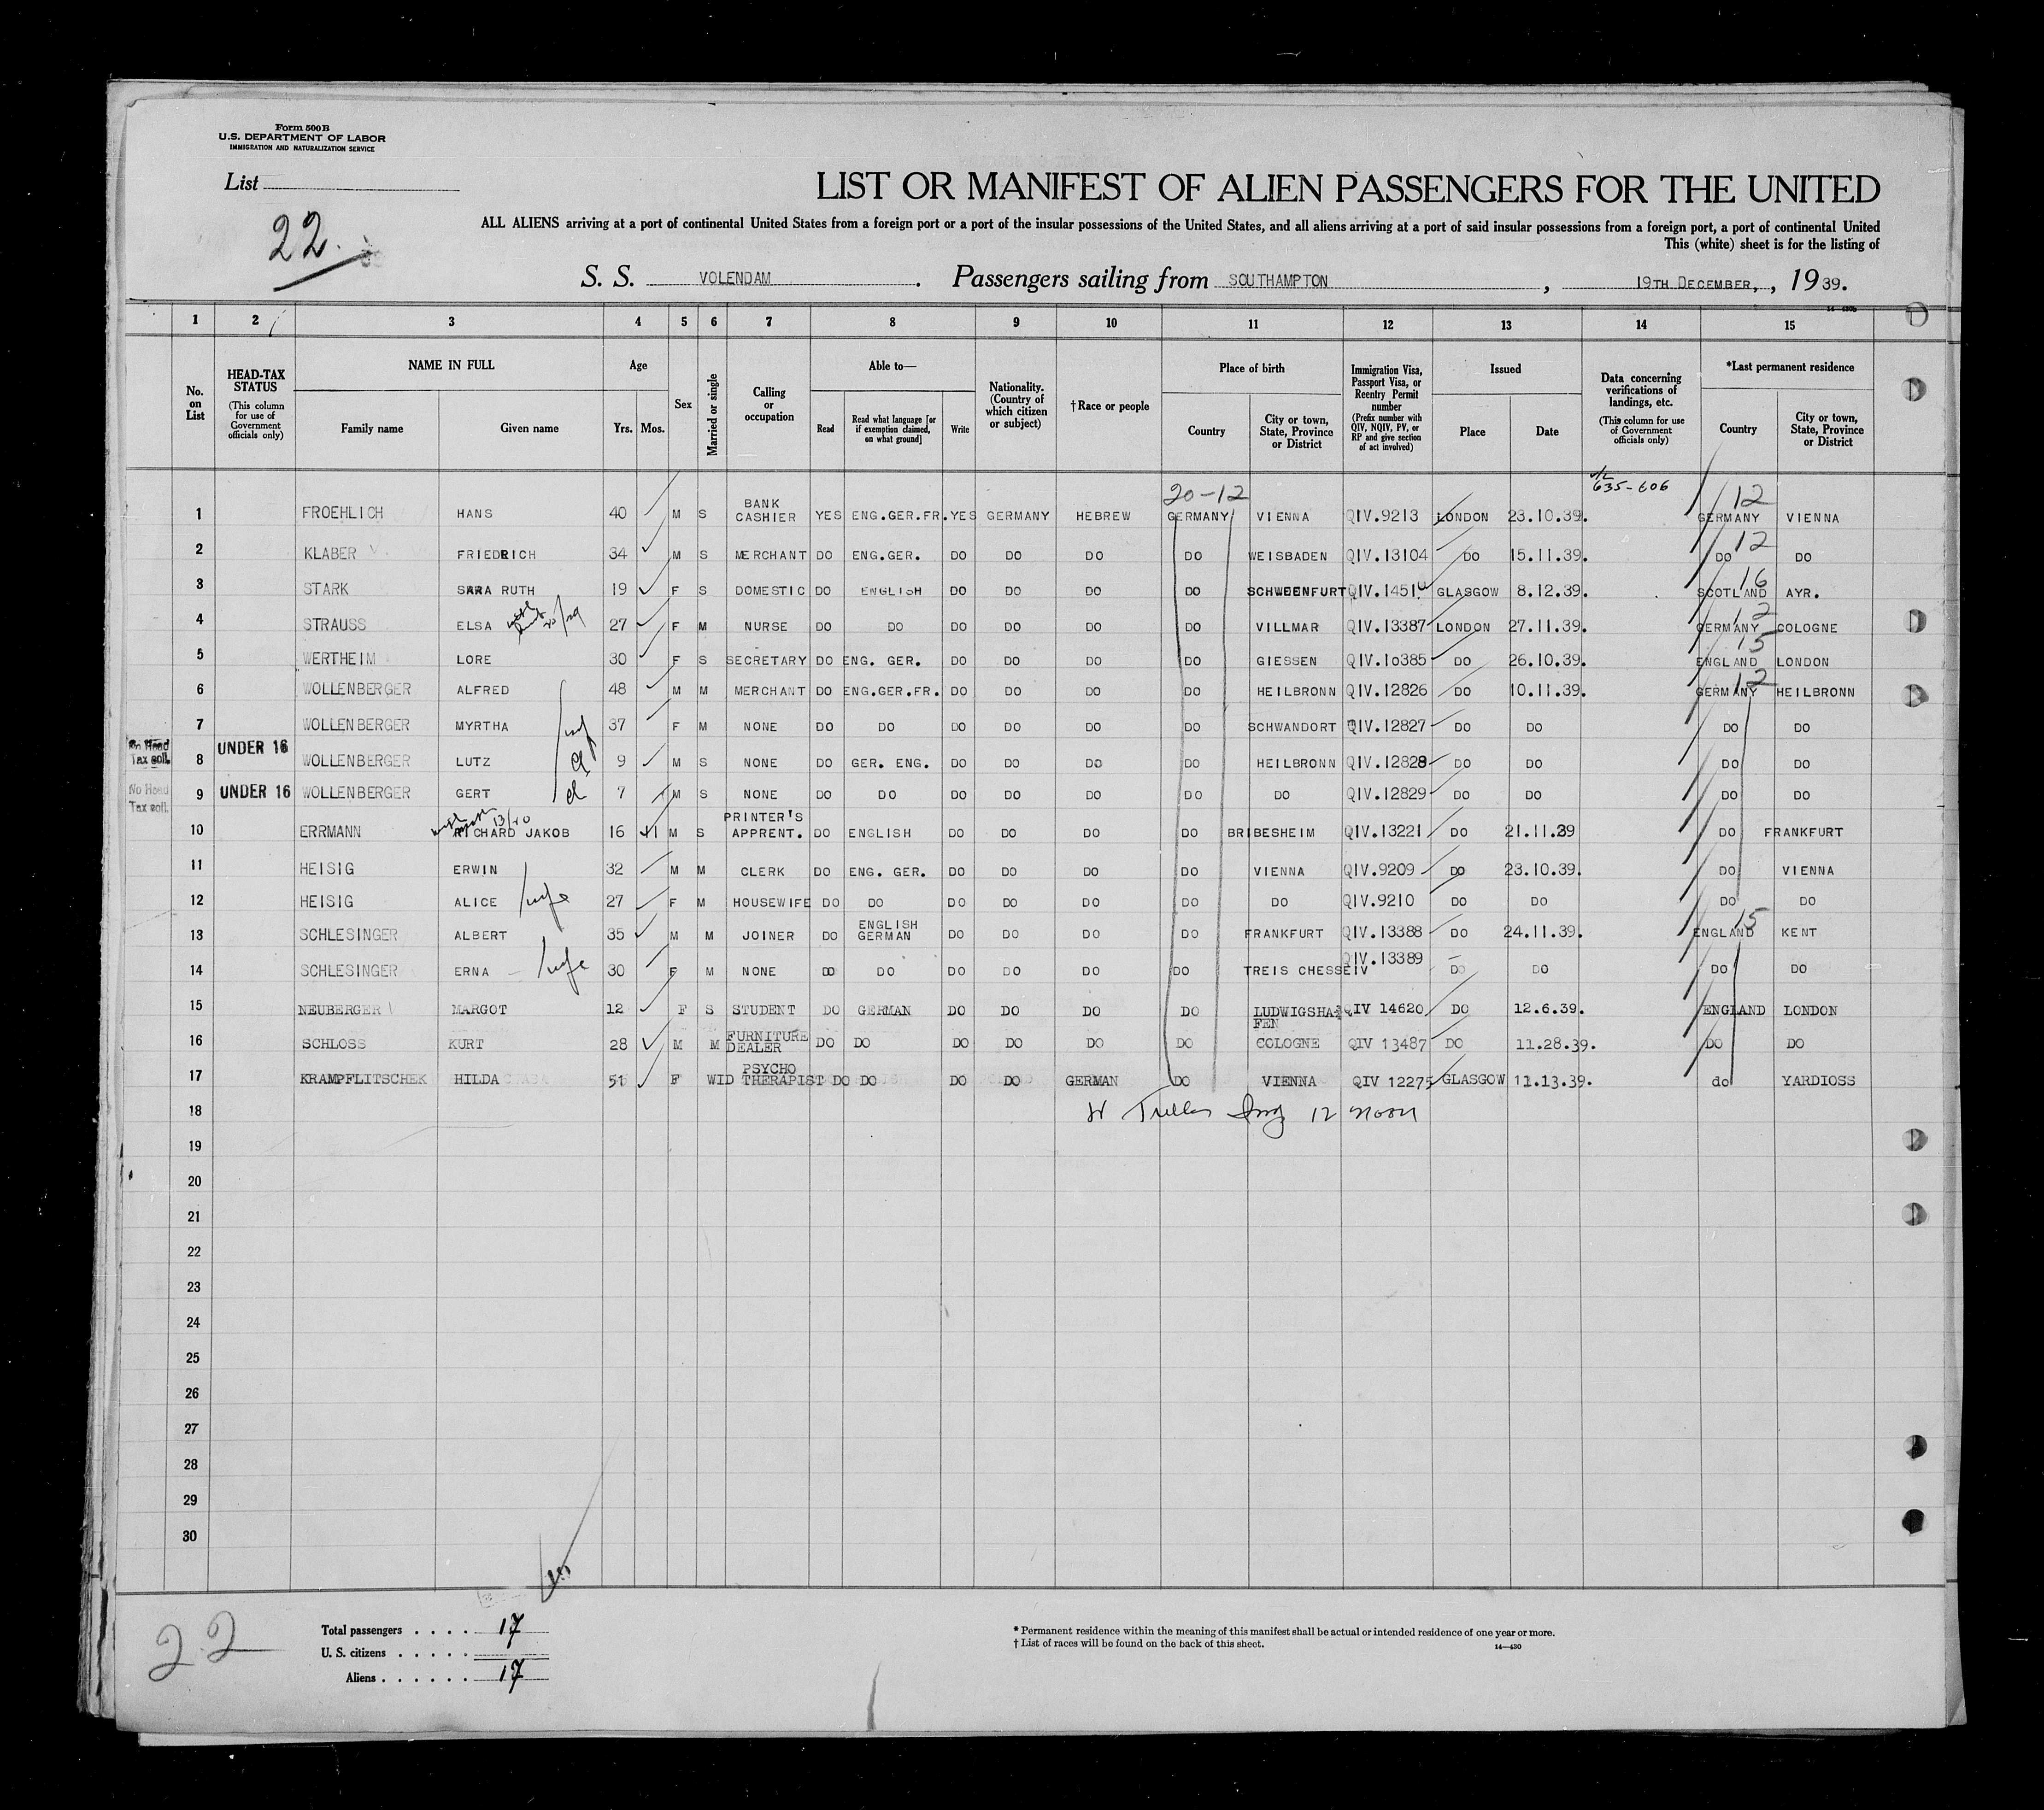 Form 500 B
U.S. DEPARTMENT OF LABOR
IMMIGRATION AND NATURALIZATION SERVICE
List
22.
LIST OR MANIFEST OF ALIEN PASSENGERS FOR THE UNITED
ALL ALIENS arriving at a port of continental United States from a foreign port or a port of the insular possessions of the United States, and all aliens arriving at a port of said insular possessions from a foreign port, a port of continental United
This (white) sheet is for the listing of
S. S. VOLENDAM. Passengers sailing from SOUTHAMPTON, 19TH DECEMBER, , 19 39.
1 2 3 4 5 6 7 8 9 10 11 12 13 14 15
No. on List
HEAD-TAX STATUS (This column for use of Government officials only)
NAME IN FULL Family name Given name
Age Yrs. Mos.
Sex
Married or single
Calling or occupation
Able to— Read Read what language [or if exemption claimed, on what ground] Write
Nationality. (Country of which citizen or subject)
†Race or people
Place of birth Country City or town, State, Province or District
Immigration Visa, Passport Visa, or Reentry Permit number (Prefix number with QIV, NQIV, PV, or RP and give section of act involved)
Issued Place Date
Data concerning verifications of landings, etc. (This column for use of Government officials only)
*Last permanent residence Country City or town, State, Province or District
20-12 635-606 12
1 FROEHLICH HANS 40 M S BANK CASHIER YES ENG.GER.FR. YES GERMANY HEBREW GERMANY VIENNA QIV.9213 LONDON 23.10.39. GERMANY VIENNA
2 KLABER FRIEDRICH 34 M S MERCHANT DO ENG.GER. DO DO DO DO WEISBADEN QIV.13104 DO 15.11.39. DO 12 DO
3 STARK SARA RUTH 19 F S DOMESTIC DO ENGLISH DO DO DO DO SCHWEENFURT QIV.14510 GLASGOW 8.12.39. SCOTLAND 16 AYR.
4 STRAUSS ELSA 27 F M NURSE DO DO DO DO DO DO VILLMAR QIV.13387 LONDON 27.11.39. GERMANY 12 COLOGNE
5 WERTHEIM LORE 30 F S SECRETARY DO ENG. GER. DO DO DO DO GIESSEN QIV.10385 DO 26.10.39. ENGLAND 15 LONDON
6 WOLLENBERGER ALFRED 48 M M MERCHANT DO ENG.GER.FR. DO DO DO DO HEILBRONN QIV.12826 DO 10.11.39. GERMANY 12 HEILBRONN
7 WOLLENBERGER MYRTHA wf 37 F M NONE DO DO DO DO DO DO SCHWANDORT QIV.12827 DO DO DO DO
No Head Tax coll. 8 UNDER 16 WOLLENBERGER LUTZ ch 9 M S NONE DO GER. ENG. DO DO DO DO HEILBRONN QIV.12828 DO DO DO DO
No Head Tax coll. 9 UNDER 16 WOLLENBERGER GERT ch 7 M S NONE DO DO DO DO DO DO DO QIV.12829 DO DO DO DO
10 ERRMANN RICHARD JAKOB 16 11 M S PRINTER'S APPRENT. DO ENGLISH DO DO DO DO BRIBESHEIM QIV.13221 DO 21.11.39 DO FRANKFURT
11 HEISIG ERWIN 32 M M CLERK DO ENG. GER. DO DO DO DO VIENNA QIV.9209 DO 23.10.39. DO VIENNA
12 HEISIG ALICE wife 27 F M HOUSEWIFE DO DO DO DO DO DO DO QIV.9210 DO DO DO DO
13 SCHLESINGER ALBERT 35 M M JOINER DO ENGLISH GERMAN DO DO DO DO FRANKFURT QIV.13388 DO 24.11.39. ENGLAND 15 KENT
14 SCHLESINGER ERNA wife 30 F M NONE DO DO DO DO DO DO TREIS CHESSEIV QIV.13389 DO DO DO DO
15 NEUBERGER MARGOT 12 F S STUDENT DO GERMAN DO DO DO DO LUDWIGSHA-FEN QIV 14620 DO 12.6.39. ENGLAND LONDON
16 SCHLOSS KURT 28 M M FURNITURE DEALER DO DO DO DO DO DO COLOGNE QIV 13487 DO 11.28.39. DO DO
17 KRAMPFLITSCHEK HILDA 51 F WID PSYCHO THERAPIST DO DO DO DO GERMAN DO VIENNA QIV 12275 GLASGOW 11.13.39. do YARDIOSS
18 12 noon
19
20
21
22
23
24
25
26
27
28
29
30
22
Total passengers . . . . 17
U. S. citizens . . . . .
Aliens . . . . . . 17
* Permanent residence within the meaning of this manifest shall be actual or intended residence of one year or more.
† List of races will be found on the back of this sheet.
14—430